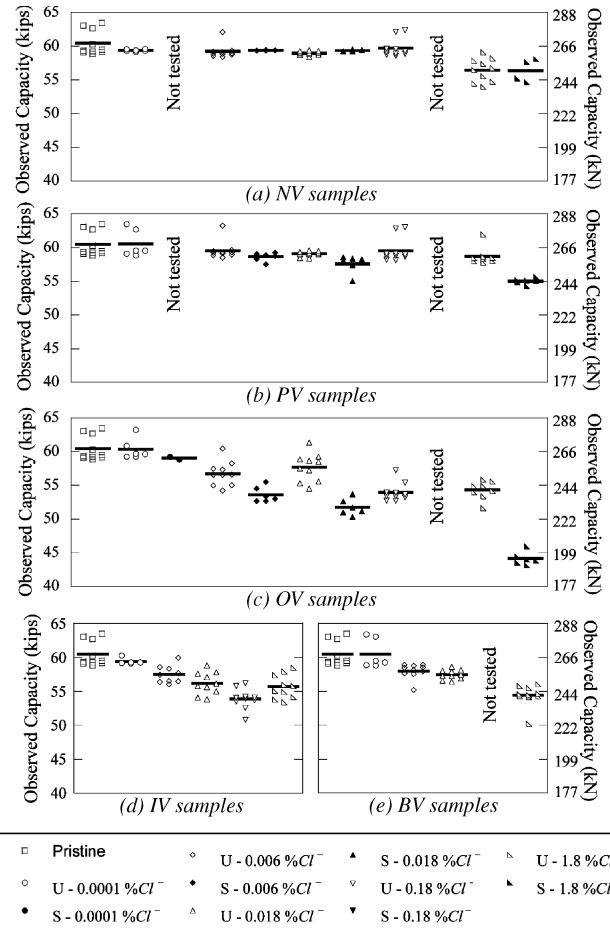 Observed Capacity (kips)
65
60
55
50
45
40
Not tested
Not tested
288
266
244
222
199
177
Observed Capacity (kN)
(a) NV samples
Observed Capacity (kips)
65
60
55
50
45
40
Not tested
Not tested
288
266
244
222
199
177
Observed Capacity (kN)
(b) PV samples
Observed Capacity (kips)
65
60
55
50
45
40
Not tested
288
266
244
222
199
177
Observed Capacity (kN)
(c) OV samples
Observed Capacity (kips)
65
60
55
50
45
40
(d) IV samples
Not tested
288
266
244
222
199
177
Observed Capacity (kN)
(e) BV samples
Pristine
U - 0.006 %Cl⁻
S - 0.018 %Cl⁻
U - 1.8 %Cl
U - 0.0001 %Cl⁻
S - 0.006 %Cl⁻
U - 0.18 %Cl⁻
S - 1.8 %Cl
S - 0.0001 %Cl⁻
U - 0.018 %Cl⁻
S - 0.18 %Cl⁻